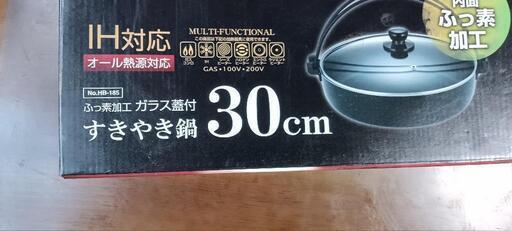 IH対応
オール熱源対応
MULTI-FUNCTIONAL
GAS・100V・200V
No.HB-185
ふっ素加工 ガラス蓋付
すきやき鍋 30cm
内面
ふっ素
加工